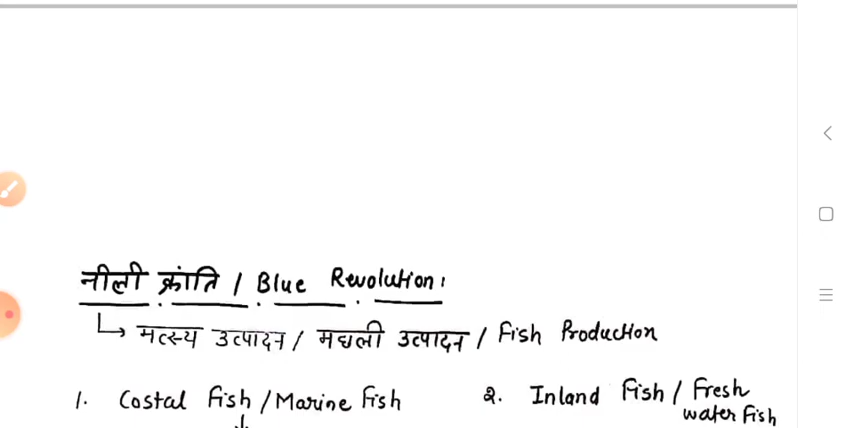 नीली क्रांति / Blue Revolution:
↳ मत्स्य उत्पादन / मछली उत्पादन / Fish Production
1. Costal fish / Marine fish
2. Inland fish / Fresh
water fish